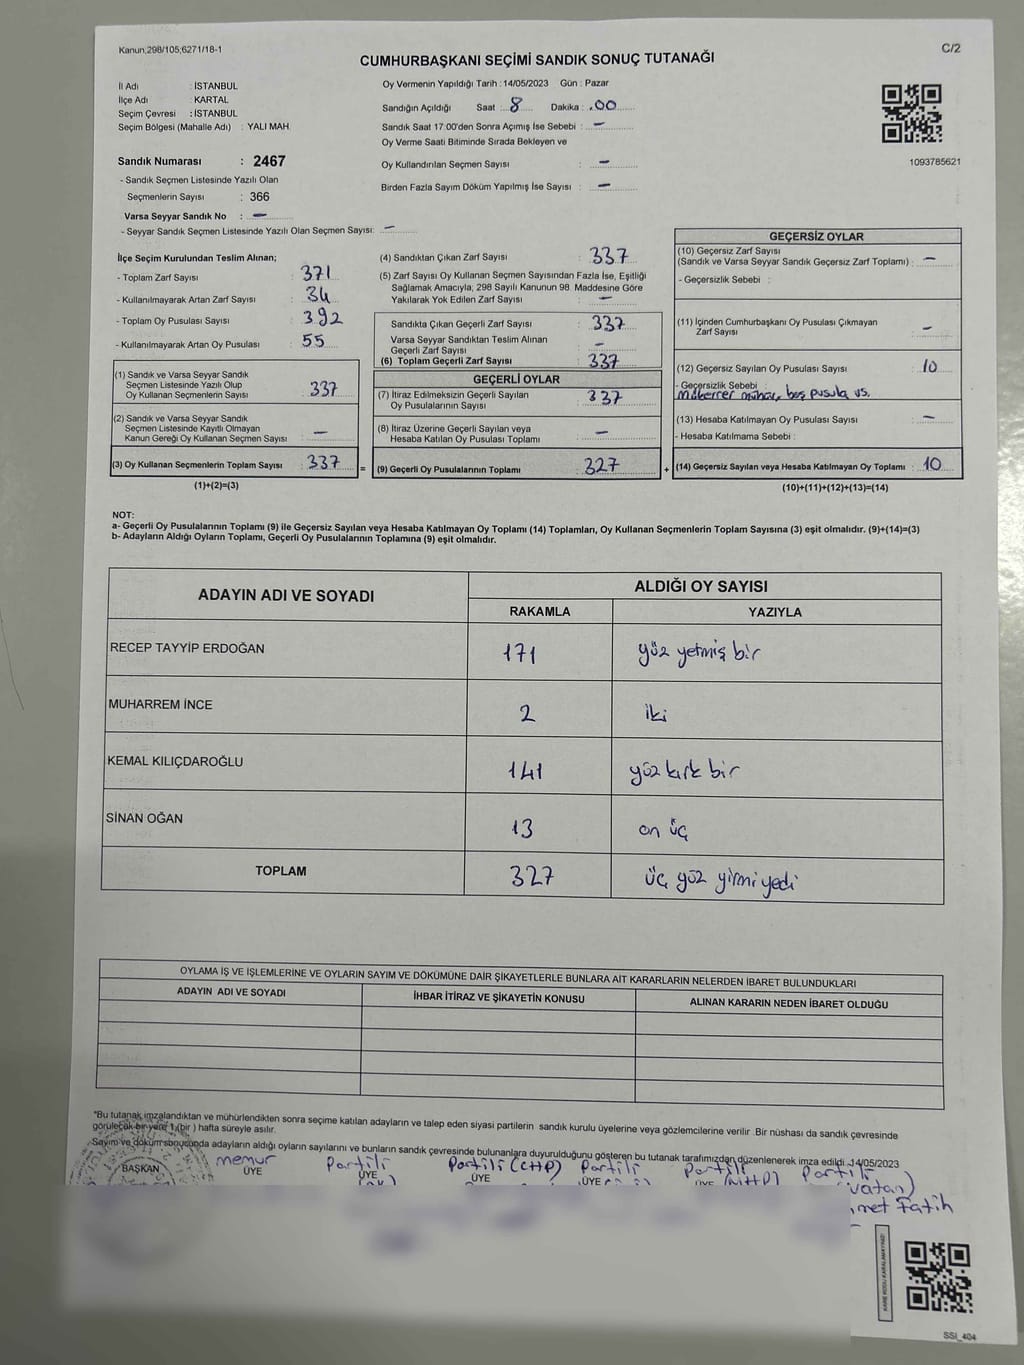 Kanun;298/105;6271/18-1
C/2
CUMHURBAŞKANI SEÇİMİ SANDIK SONUÇ TUTANAĞI
İl Adı : İSTANBUL
İlçe Adı : KARTAL
Seçim Çevresi : İSTANBUL
Seçim Bölgesi (Mahalle Adı) : YALI MAH.
Sandık Numarası : 2467
- Sandık Seçmen Listesinde Yazılı Olan
Seçmenlerin Sayısı : 366
Varsa Seyyar Sandık No : -
- Seyyar Sandık Seçmen Listesinde Yazılı Olan Seçmen Sayısı: -
Oy Vermenin Yapıldığı Tarih : 14/05/2023 Gün : Pazar
Sandığın Açıldığı Saat : 8 Dakika : 00
Sandık Saat 17:00'den Sonra Açımış İse Sebebi : -
Oy Verme Saati Bitiminde Sırada Bekleyen ve
Oy Kullandırılan Seçmen Sayısı : -
Birden Fazla Sayım Döküm Yapılmış İse Sayısı : -
1093785621
İlçe Seçim Kurulundan Teslim Alınan;
- Toplam Zarf Sayısı : 371
- Kullanılmayarak Artan Zarf Sayısı : 34
- Toplam Oy Pusulası Sayısı : 392
- Kullanılmayarak Artan Oy Pusulası : 55
(1) Sandık ve Varsa Seyyar Sandık
Seçmen Listesinde Yazılı Olup
Oy Kullanan Seçmenlerin Sayısı : 337
(2) Sandık ve Varsa Seyyar Sandık
Seçmen Listesinde Kayıtlı Olmayan
Kanun Gereği Oy Kullanan Seçmen Sayısı : -
(3) Oy Kullanan Seçmenlerin Toplam Sayısı : 337
(1)+(2)=(3)
=
(4) Sandıktan Çıkan Zarf Sayısı : 337
(5) Zarf Sayısı Oy Kullanan Seçmen Sayısından Fazla İse, Eşitliği
Sağlamak Amacıyla; 298 Sayılı Kanunun 98. Maddesine Göre
Yakılarak Yok Edilen Zarf Sayısı : -
Sandıkta Çıkan Geçerli Zarf Sayısı : 337
Varsa Seyyar Sandıktan Teslim Alınan
Geçerli Zarf Sayısı : -
(6) Toplam Geçerli Zarf Sayısı : 337
GEÇERLİ OYLAR
(7) İtiraz Edilmeksizin Geçerli Sayılan
Oy Pusulalarının Sayısı : 337
(8) İtiraz Üzerine Geçerli Sayılan veya
Hesaba Katılan Oy Pusulası Toplamı : -
(9) Geçerli Oy Pusulalarının Toplamı : 327
+
GEÇERSİZ OYLAR
(10) Geçersiz Zarf Sayısı
(Sandık ve Varsa Seyyar Sandık Geçersiz Zarf Toplamı) : -
- Geçersizlik Sebebi :
(11) İçinden Cumhurbaşkanı Oy Pusulası Çıkmayan
Zarf Sayısı : -
(12) Geçersiz Sayılan Oy Pusulası Sayısı : 10
- Geçersizlik Sebebi :
mükerrer mühür, boş pusula vs.
(13) Hesaba Katılmayan Oy Pusulası Sayısı : -
- Hesaba Katılmama Sebebi :
(14) Geçersiz Sayılan veya Hesaba Katılmayan Oy Toplamı : 10
(10)+(11)+(12)+(13)=(14)
NOT:
a- Geçerli Oy Pusulalarının Toplamı (9) ile Geçersiz Sayılan veya Hesaba Katılmayan Oy Toplamı (14) Toplamları, Oy Kullanan Seçmenlerin Toplam Sayısına (3) eşit olmalıdır. (9)+(14)=(3)
b- Adayların Aldığı Oyların Toplamı, Geçerli Oy Pusulalarının Toplamına (9) eşit olmalıdır.
ADAYIN ADI VE SOYADI ALDIĞI OY SAYISI
RAKAMLA YAZIYLA
RECEP TAYYİP ERDOĞAN 171 yüz yetmiş bir
MUHARREM İNCE 2 iki
KEMAL KILIÇDAROĞLU 141 yüz kırk bir
SİNAN OĞAN 13 on üç
TOPLAM 327 üç yüz yirmi yedi
OYLAMA İŞ VE İŞLEMLERİNE VE OYLARIN SAYIM VE DÖKÜMÜNE DAİR ŞİKAYETLERLE BUNLARA AİT KARARLARIN NELERDEN İBARET BULUNDUKLARI
ADAYIN ADI VE SOYADI İHBAR İTİRAZ VE ŞİKAYETİN KONUSU ALINAN KARARIN NEDEN İBARET OLDUĞU
*Bu tutanak imzalandıktan ve mühürlendikten sonra seçime katılan adayların ve talep eden siyasi partilerin sandık kurulu üyelerine veya gözlemcilerine verilir. Bir nüshası da sandık çevresinde
görülecek bir yere 1 (bir) hafta süreyle asılır.
Sayım ve döküm sonucunda adayların aldığı oyların sayılarını ve bunların sandık çevresinde bulunanlara duyurulduğunu gösteren bu tutanak tarafımızdan düzenlenerek imza edildi. 14/05/2023
memur Partili Partili (CHP) Partili Partili Partili
BAŞKAN ÜYE ÜYE ÜYE ÜYE ÜYE (MHP) (vatan)
Fatih
KARE KODU KARALAMAYINIZ!
SSİ_404